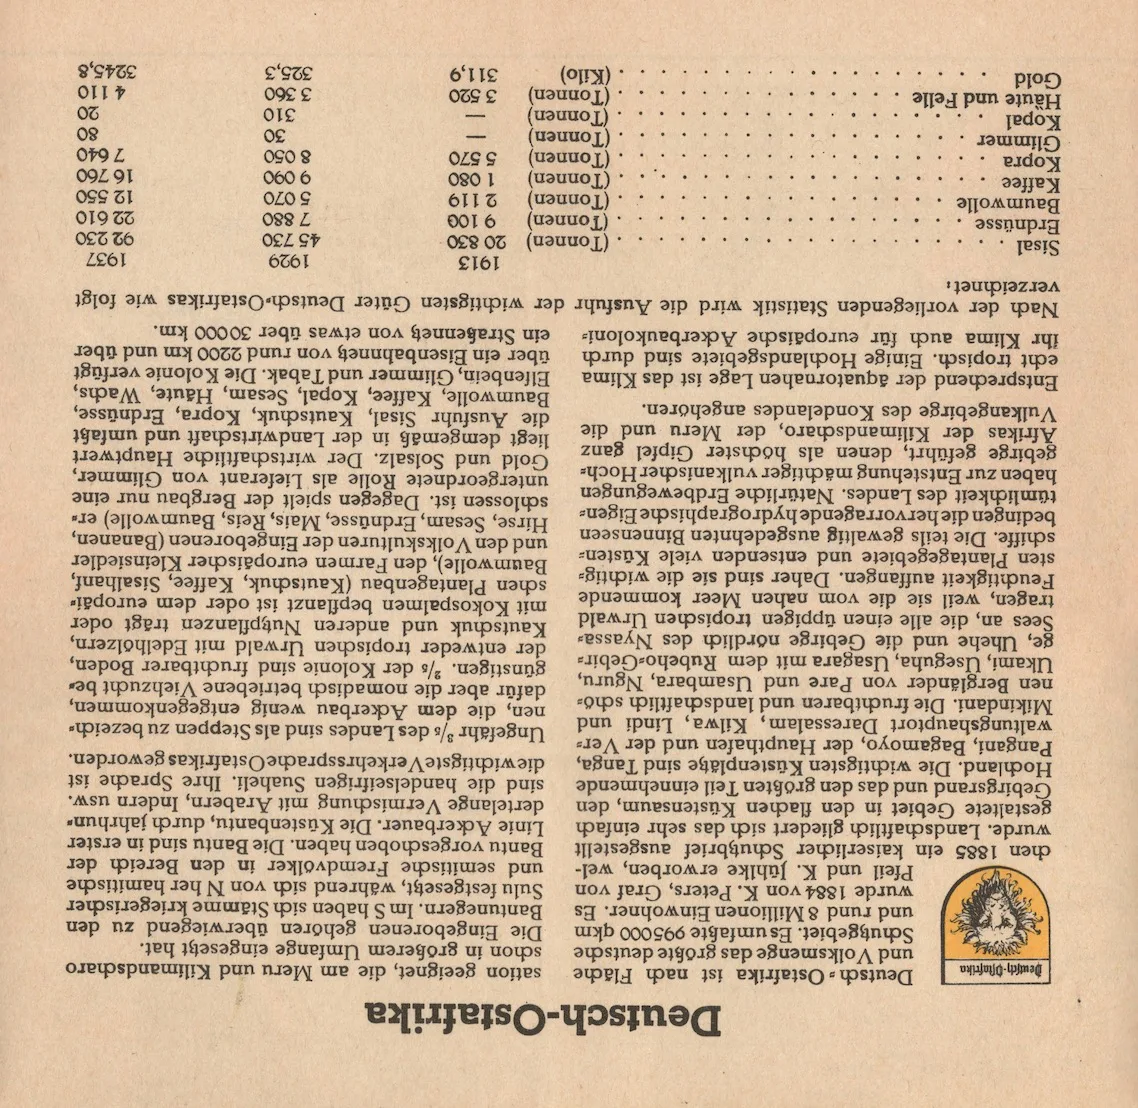 Deutsch-Ostafrika
Deutsch-Ostafrika
Deutsch-Ostafrika ist nach Fläche
und Volksmenge das größte deutsche
Schutzgebiet. Es umfaßte 995000 qkm
und rund 8 Millionen Einwohner. Es
wurde 1884 von K. Peters, Graf von
Pfeil und K. Jühlke erworben, wel-
chen 1885 ein kaiserlicher Schutzbrief ausgestellt
wurde. Landschaftlich gliedert sich das sehr einfach
gestaltete Gebiet in den flachen Küstensaum, den
Gebirgsrand und das den größten Teil einnehmende
Hochland. Die wichtigsten Küstenplätze sind Tanga,
Pangani, Bagamoyo, der Haupthafen und der Ver-
waltungshauptort Daressalam, Kilwa, Lindi und
Mikindani. Die fruchtbaren und landschaftlich schö-
nen Bergländer von Pare und Usambara, Nguru,
Ukami, Useguha, Usagara mit dem Rubeho-Gebir-
ge, Uhehe und die Gebirge nördlich des Nyassa-
Sees an, die alle einen üppigen tropischen Urwald
tragen, weil sie die vom nahen Meer kommende
Feuchtigkeit auffangen. Daher sind sie die wichtig-
sten Plantagegebiete und entsenden viele Küsten-
schiffe. Die teils gewaltig ausgedehnten Binnenseen
bedingen die hervorragende hydrographische Eigen-
tümlichkeit des Landes. Natürliche Erdbewegungen
haben zur Entstehung mächtiger vulkanischer Hoch-
gebirge geführt, denen als höchster Gipfel ganz
Afrikas der Kilimandscharo, der Meru und die
Vulkangebirge des Kondelandes angehören.
Entsprechend der äquatornahen Lage ist das Klima
echt tropisch. Einige Hochlandsgebiete sind durch
ihr Klima auch für europäische Ackerbaukoloni-
sation geeignet, die am Meru und Kilimandscharo
schon in größerem Umfange eingesetzt hat.
Die Eingeborenen gehören überwiegend zu den
Bantunegern. Im S haben sich Stämme kriegerischer
Sulu festgesetzt, während sich von N her hamitische
und semitische Fremdvölker in den Bereich der
Bantu vorgeschoben haben. Die Bantu sind in erster
Linie Ackerbauer. Die Küstenbantu, durch jahrhun-
dertelange Vermischung mit Arabern, Indern usw.
sind die handelseifrigen Suaheli. Ihre Sprache ist
die wichtigste Verkehrssprache Ostafrikas geworden.
Ungefähr ³/₅ des Landes sind als Steppen zu bezeich-
nen, die dem Ackerbau wenig entgegenkommen,
dafür aber die nomadisch betriebene Viehzucht be-
günstigen. ²/₅ der Kolonie sind fruchtbarer Boden,
der entweder tropischen Urwald mit Edelhölzern,
Kautschuk und anderen Nutzpflanzen trägt oder
mit Kokospalmen bepflanzt ist oder dem europäi-
schen Plantagenbau (Kautschuk, Kaffee, Sisalhanf,
Baumwolle), den Farmen europäischer Kleinsiedler
und den Volkskulturen der Eingeborenen (Bananen,
Hirse, Sesam, Erdnüsse, Mais, Reis, Baumwolle) er-
schlossen ist. Dagegen spielt der Bergbau nur eine
untergeordnete Rolle als Lieferant von Glimmer,
Gold und Solsalz. Der wirtschaftliche Hauptwert
liegt demgemäß in der Landwirtschaft und umfaßt
die Ausfuhr Sisal, Kautschuk, Kopra, Erdnüsse,
Baumwolle, Kaffee, Kopal, Sesam, Häute, Wachs,
Elfenbein, Glimmer und Tabak. Die Kolonie verfügt
über ein Eisenbahnnetz von rund 2200 km und über
ein Straßennetz von etwas über 30000 km.
Nach der vorliegenden Statistik wird die Ausfuhr der wichtigsten Güter Deutsch-Ostafrikas wie folgt
verzeichnet:
1913 1929 1937
Sisal . . . . . . . . . . . . . . . . . . . (Tonnen) 20 830 45 730 92 230
Erdnüsse . . . . . . . . . . . . . . . . . (Tonnen) 9 100 7 880 22 610
Baumwolle . . . . . . . . . . . . . . . . (Tonnen) 2 119 5 070 12 550
Kaffee . . . . . . . . . . . . . . . . . . (Tonnen) 1 080 9 090 16 760
Kopra . . . . . . . . . . . . . . . . . . (Tonnen) 5 570 8 050 7 640
Glimmer . . . . . . . . . . . . . . . . . (Tonnen) — 30 80
Kopal . . . . . . . . . . . . . . . . . . (Tonnen) — 310 20
Häute und Felle . . . . . . . . . . . . . (Tonnen) 3 520 3 360 4 110
Gold . . . . . . . . . . . . . . . . . . . (Kilo) 311,9 325,3 3245,8